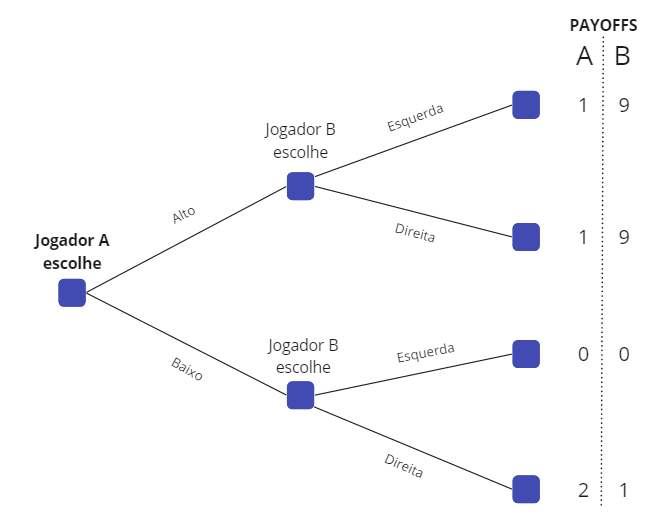 PAYOFFS
A B
Esquerda
1 9
Jogador B
escolhe
Alto
Direita
1 9
Jogador A
escolhe
Baixo
Jogador B
escolhe
Esquerda
0 0
Direita
2 1